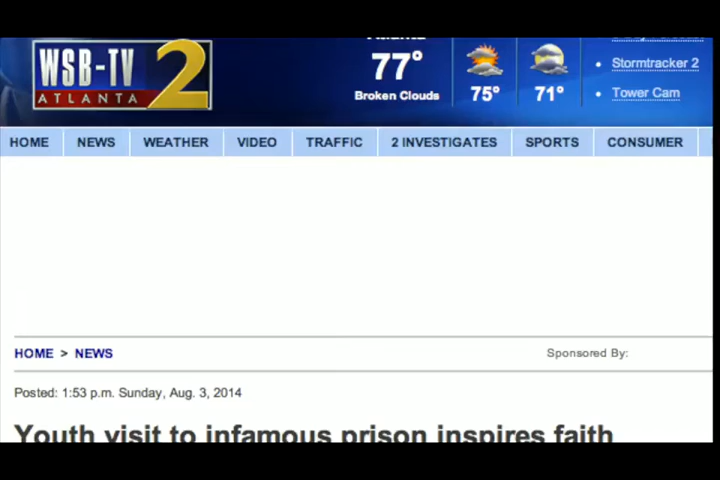 WSB-TV 2
ATLANTA
Atlanta
77°
Broken Clouds
75°
71°
Stormtracker 2
Tower Cam
HOME NEWS WEATHER VIDEO TRAFFIC 2 INVESTIGATES SPORTS CONSUMER
HOME > NEWS
Sponsored By:
Posted: 1:53 p.m. Sunday, Aug. 3, 2014
Youth visit to infamous prison inspires faith